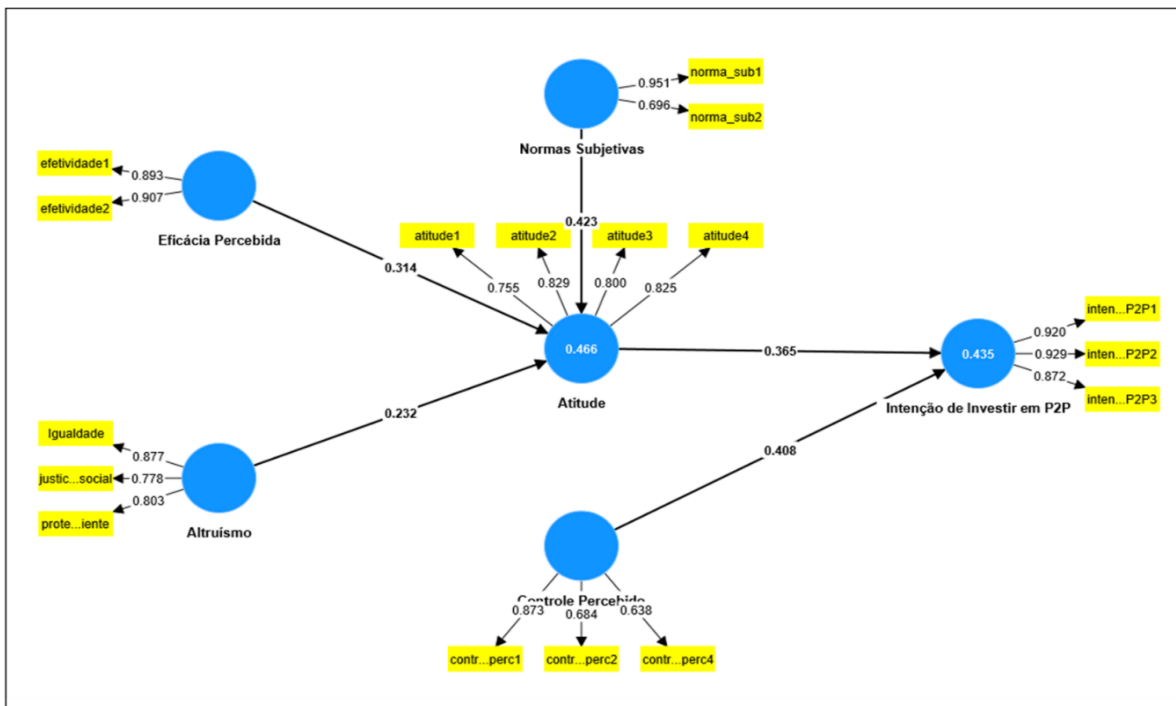 norma_sub1
0.951
0.696
norma_sub2
Normas Subjetivas
efetividade1
0.893
0.907
efetividade2
Eficácia Percebida
0.423
atitude1
atitude2
atitude3
atitude4
0.314
0.755
0.829
0.800
0.825
0.466
Atitude
0.365
0.435
Intenção de Investir em P2P
inten...P2P1
0.920
0.929
inten...P2P2
0.872
inten...P2P3
0.232
0.408
Igualdade
0.877
justic...social
0.778
0.803
prote...iente
Altruísmo
Controle Percebido
0.873
0.684
0.638
contr...perc1
contr...perc2
contr...perc4